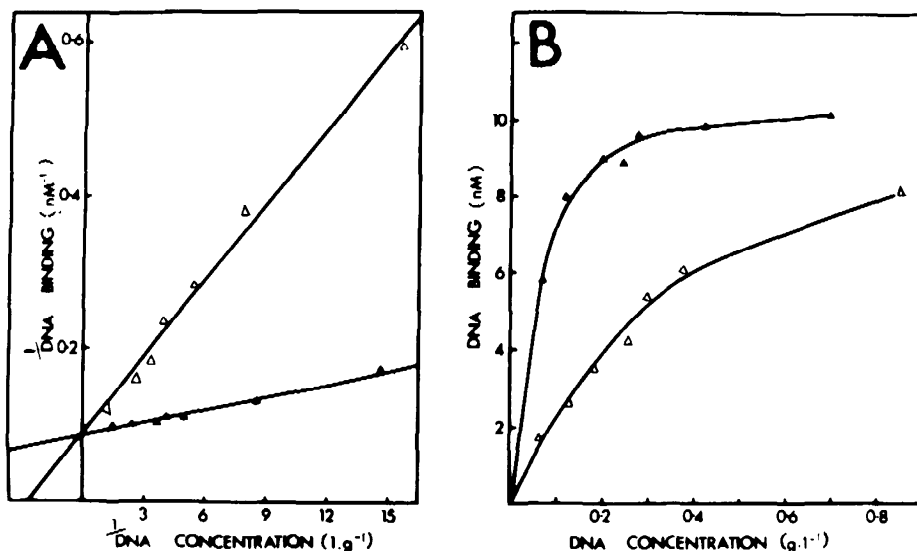 A
0·6
0·4
0·2
1/DNA BINDING (nM⁻¹)
3 6 9 12 15
1/DNA CONCENTRATION (l.g⁻¹)
B
10
8
6
4
2
DNA BINDING (nM)
0·2 0·4 0·6 0·8
DNA CONCENTRATION (g.l⁻¹)